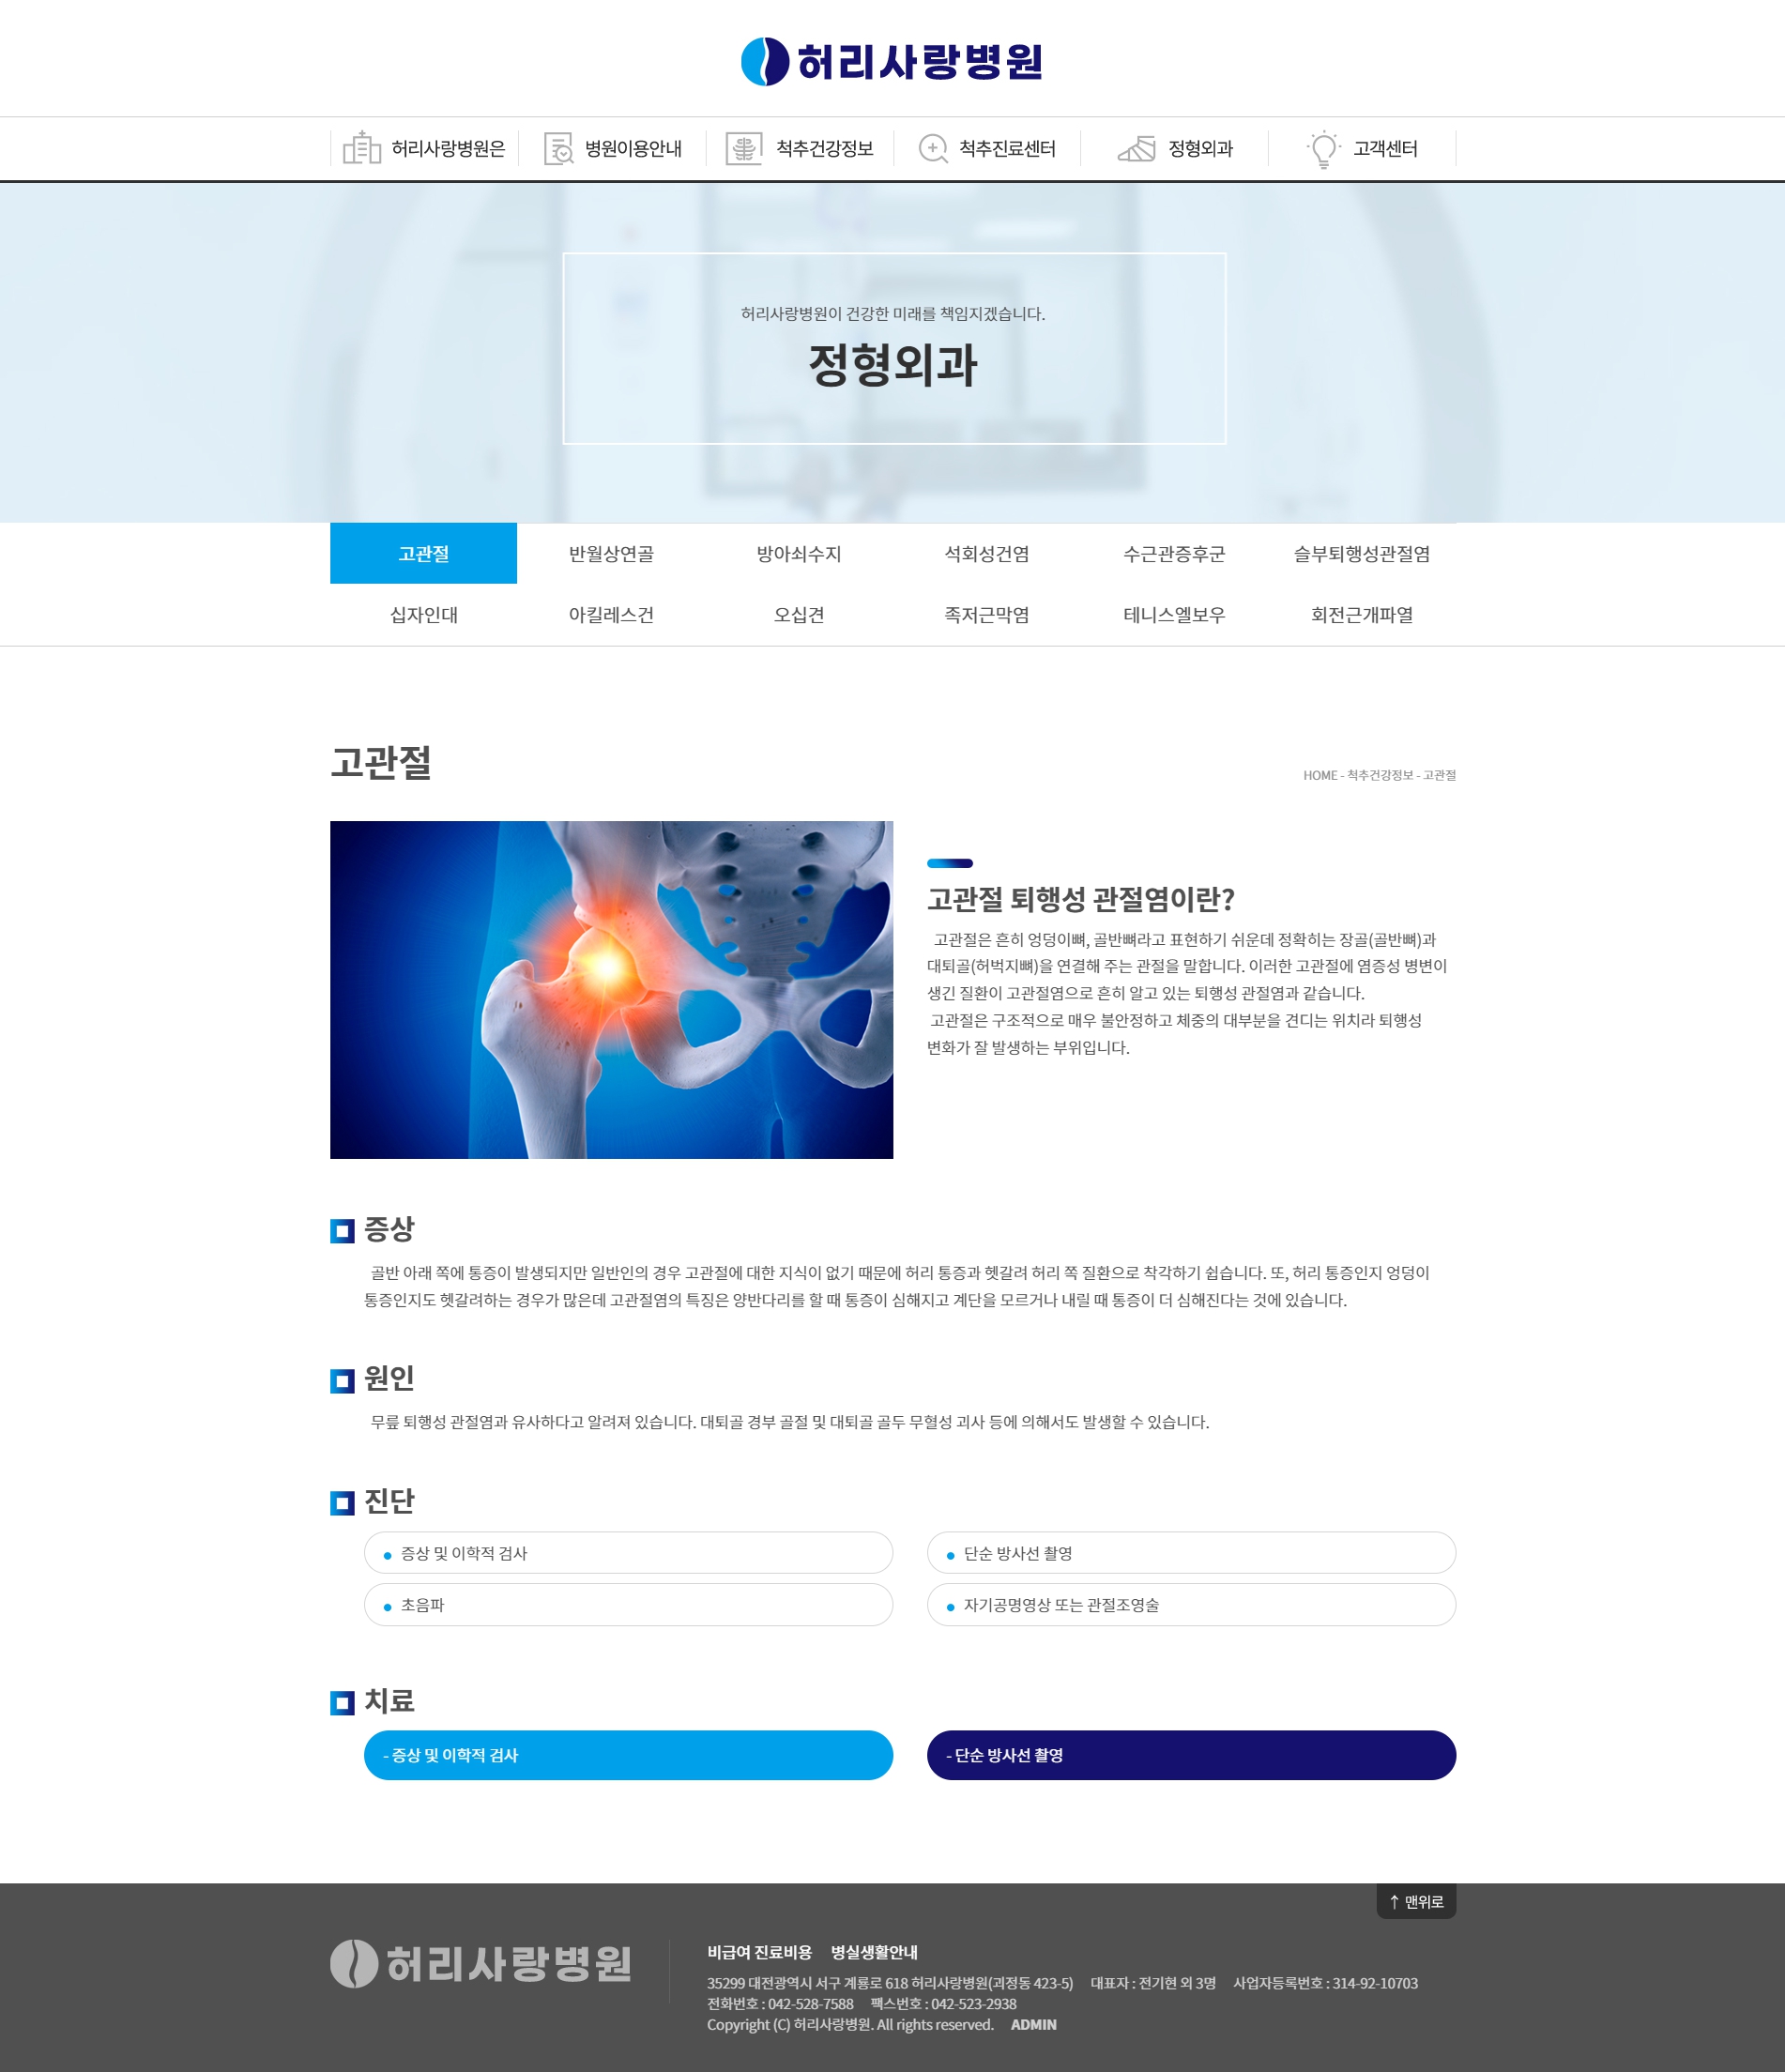 허리사랑병원
허리사랑병원은 병원이용안내 척추건강정보 척추진료센터 정형외과 고객센터
허리사랑병원이 건강한 미래를 책임지겠습니다.
정형외과
고관절 반월상연골 방아쇠수지 석회성건염 수근관증후군 슬부퇴행성관절염
십자인대 아킬레스건 오십견 족저근막염 테니스엘보우 회전근개파열
고관절
HOME - 척추건강정보 - 고관절
고관절 퇴행성 관절염이란?
고관절은 흔히 엉덩이뼈, 골반뼈라고 표현하기 쉬운데 정확히는 장골(골반뼈)과
대퇴골(허벅지뼈)을 연결해 주는 관절을 말합니다. 이러한 고관절에 염증성 병변이
생긴 질환이 고관절염으로 흔히 알고 있는 퇴행성 관절염과 같습니다.
고관절은 구조적으로 매우 불안정하고 체중의 대부분을 견디는 위치라 퇴행성
변화가 잘 발생하는 부위입니다.
증상
골반 아래 쪽에 통증이 발생되지만 일반인의 경우 고관절에 대한 지식이 없기 때문에 허리 통증과 헷갈려 허리 쪽 질환으로 착각하기 쉽습니다. 또, 허리 통증인지 엉덩이
통증인지도 헷갈려하는 경우가 많은데 고관절염의 특징은 양반다리를 할 때 통증이 심해지고 계단을 모르거나 내릴 때 통증이 더 심해진다는 것에 있습니다.
원인
무릎 퇴행성 관절염과 유사하다고 알려져 있습니다. 대퇴골 경부 골절 및 대퇴골 골두 무혈성 괴사 등에 의해서도 발생할 수 있습니다.
진단
증상 및 이학적 검사 단순 방사선 촬영
초음파 자기공명영상 또는 관절조영술
치료
- 증상 및 이학적 검사 - 단순 방사선 촬영
↑ 맨위로
허리사랑병원
비급여 진료비용 병실생활안내
35299 대전광역시 서구 계룡로 618 허리사랑병원(괴정동 423-5) 대표자 : 전기현 외 3명 사업자등록번호 : 314-92-10703
전화번호 : 042-528-7588 팩스번호 : 042-523-2938
Copyright (C) 허리사랑병원. All rights reserved. ADMIN